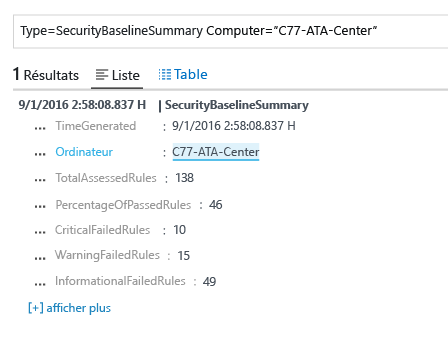 Type=SecurityBaselineSummary Computer="C77-ATA-Center"
1 Résultats Liste Table
9/1/2016 2:58:08.837 H | SecurityBaselineSummary
... TimeGenerated : 9/1/2016 2:58:08.837 H
... Ordinateur : C77-ATA-Center
... TotalAssessedRules : 138
... PercentageOfPassedRules : 46
... CriticalFailedRules : 10
... WarningFailedRules : 15
... InformationalFailedRules : 49
[+] afficher plus